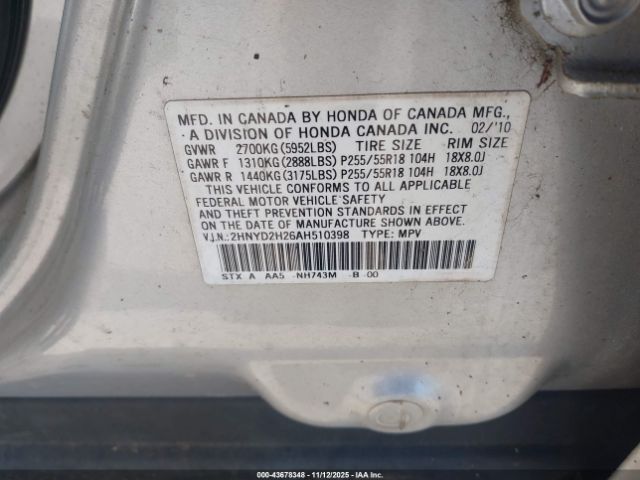 MFD. IN CANADA BY HONDA OF CANADA MFG.,
A DIVISION OF HONDA CANADA INC. 02/'10
GVWR 2700KG(5952LBS) TIRE SIZE RIM SIZE
GAWR F 1310KG(2888LBS) P255/55R18 104H 18X8.0J
GAWR R 1440KG(3175LBS) P255/55R18 104H 18X8.0J
THIS VEHICLE CONFORMS TO ALL APPLICABLE
FEDERAL MOTOR VEHICLE SAFETY
AND THEFT PREVENTION STANDARDS IN EFFECT
ON THE DATE OF MANUFACTURE SHOWN ABOVE.
V.I.N.:2HNYD2H26AH510398 TYPE: MPV
STX A AA5 NH743M B 00
000-43678348 - 11/12/2025 - IAA Inc.